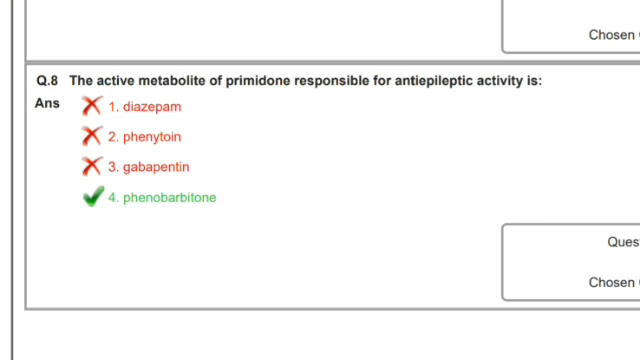 Chosen
Q.8 The active metabolite of primidone responsible for antiepileptic activity is:
Ans 1. diazepam
2. phenytoin
3. gabapentin
4. phenobarbitone
Ques
Chosen